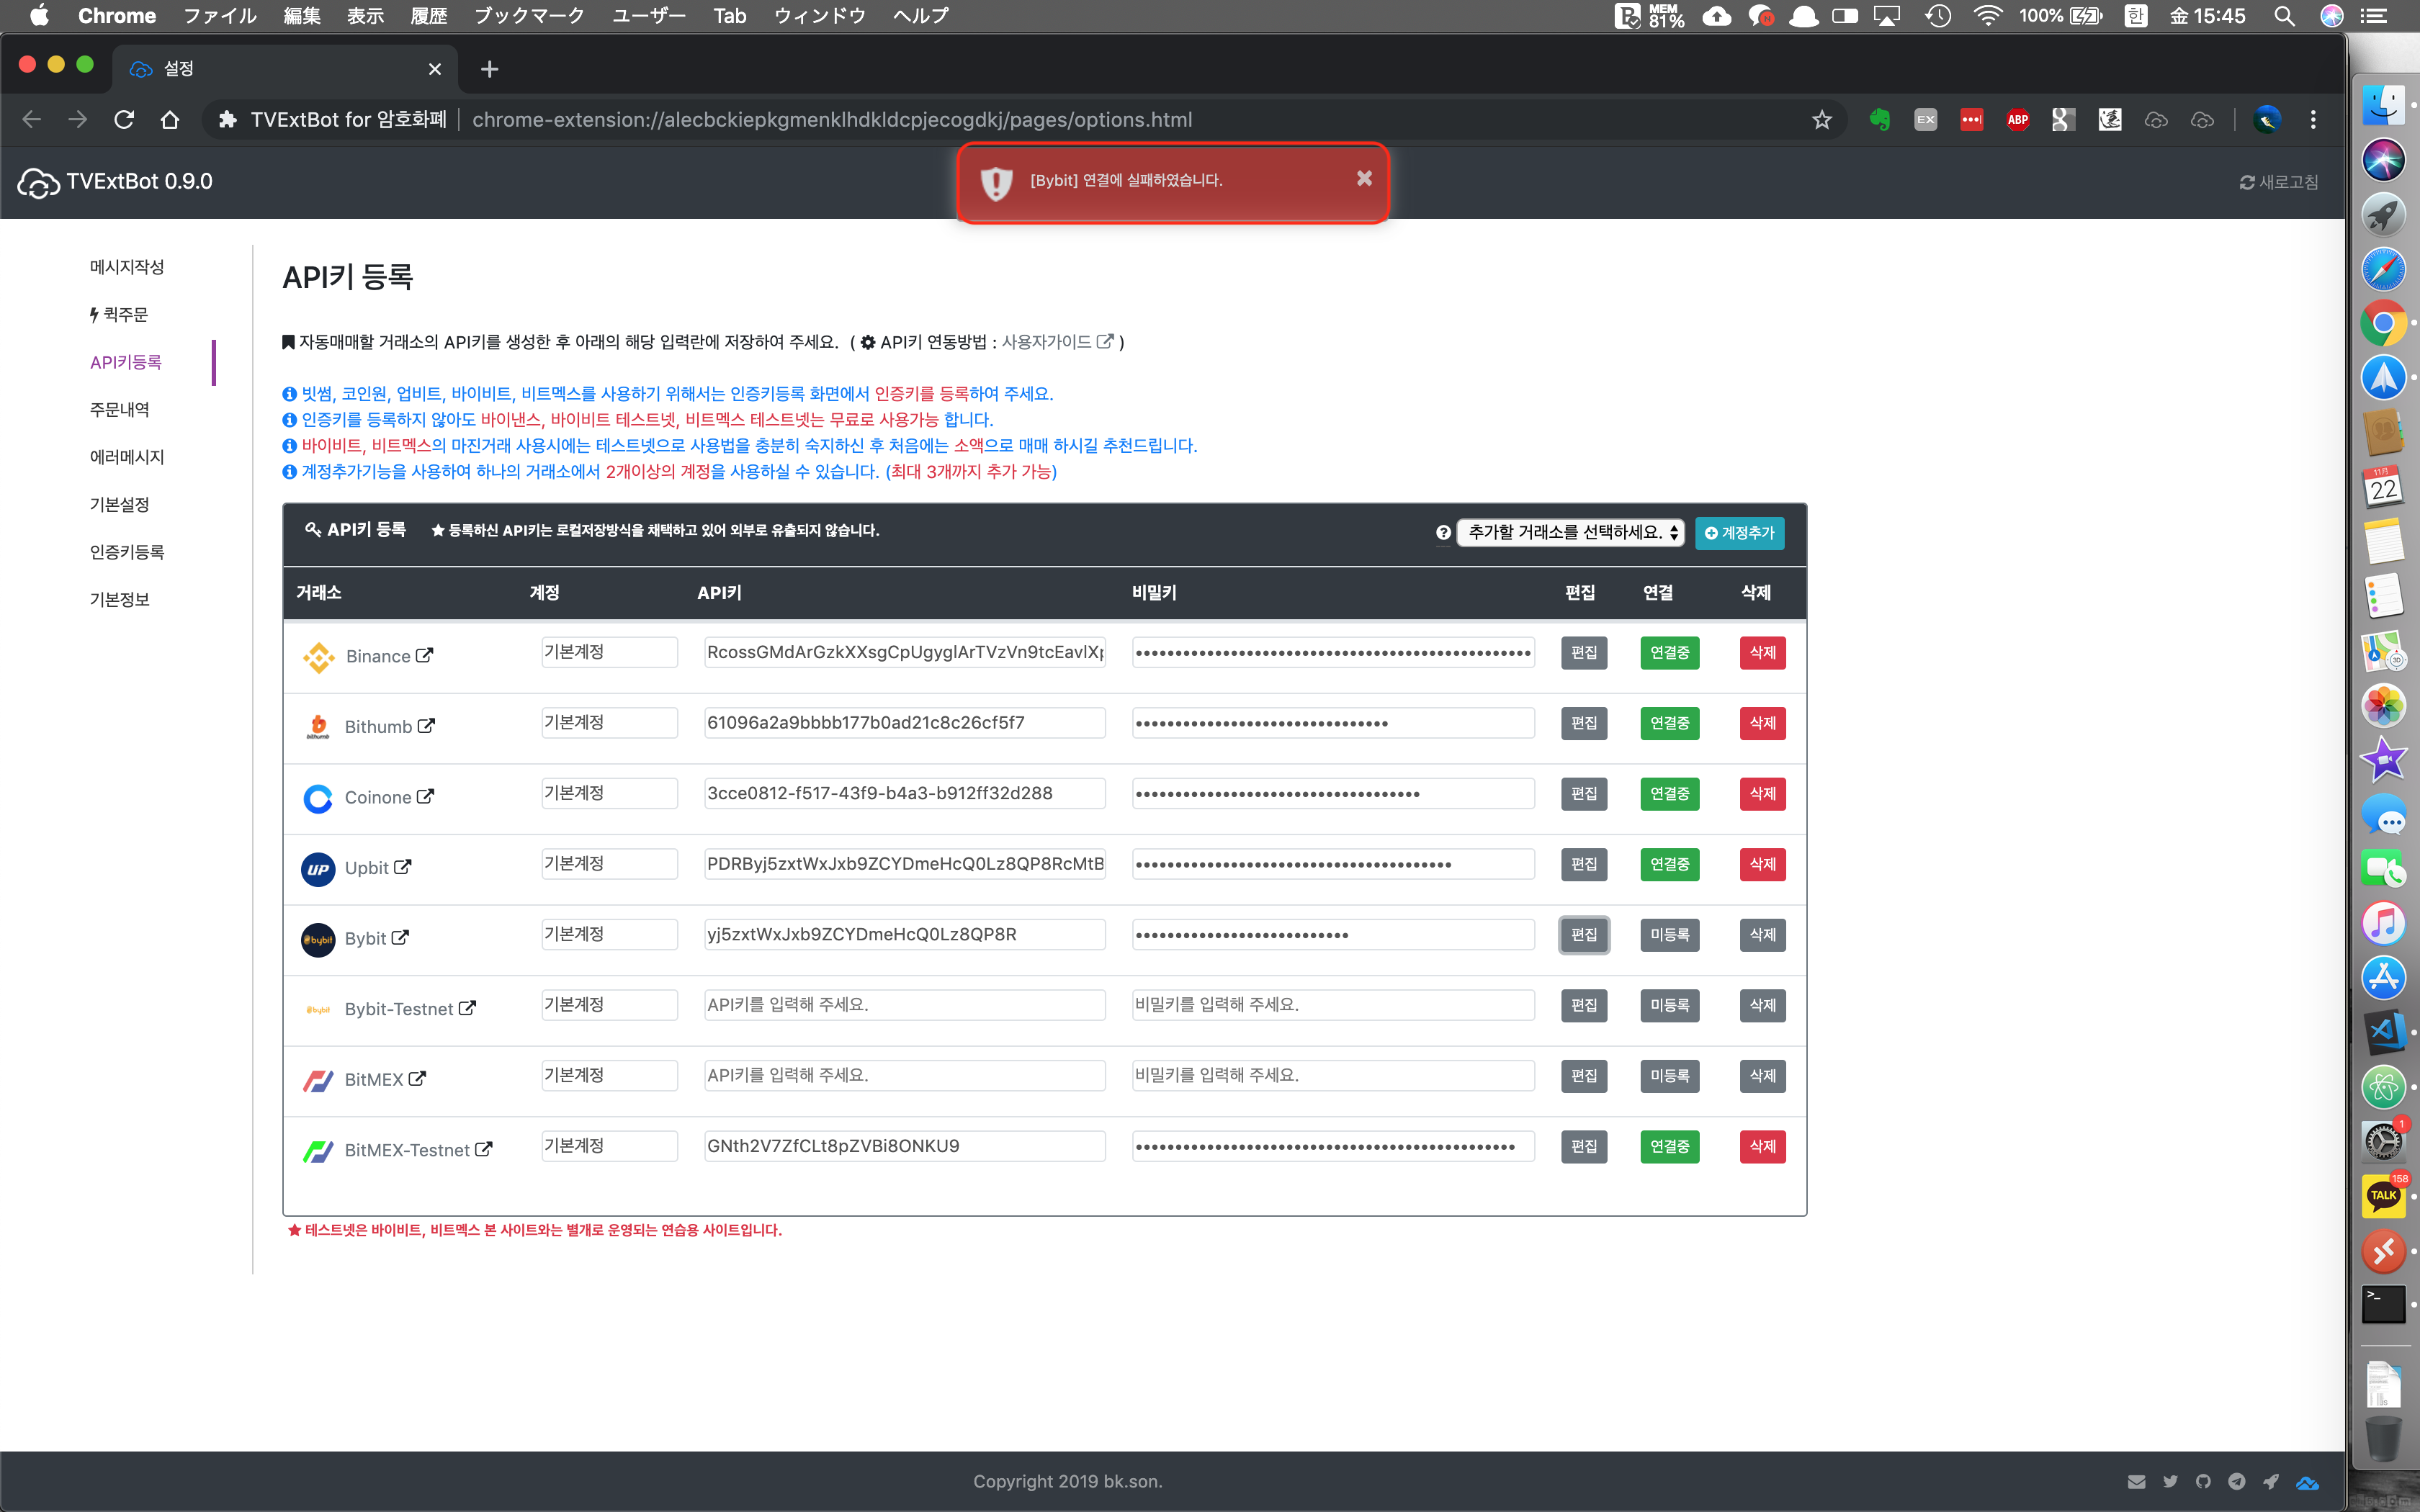 Chrome ファイル 編集 表示 履歴 ブックマーク ユーザー Tab ウィンドウ ヘルプ MEM 81% 100% 한 金 15:45
설정
TVExtBot for 암호화폐 chrome-extension://alecbckiepkgmenklhdkldcpjecogdkj/pages/options.html EX ABP
TVExtBot 0.9.0
[Bybit] 연결에 실패하였습니다.
새로고침
메시지작성
퀵주문
API키등록
주문내역
에러메시지
기본설정
인증키등록
기본정보
API키 등록
자동매매할 거래소의 API키를 생성한 후 아래의 해당 입력란에 저장하여 주세요. ( API키 연동방법 : 사용자가이드 )
빗썸, 코인원, 업비트, 바이비트, 비트멕스를 사용하기 위해서는 인증키등록 화면에서 인증키를 등록하여 주세요.
인증키를 등록하지 않아도 바이낸스, 바이비트 테스트넷, 비트멕스 테스트넷는 무료로 사용가능 합니다.
바이비트, 비트멕스의 마진거래 사용시에는 테스트넷으로 사용법을 충분히 숙지하신 후 처음에는 소액으로 매매 하시길 추천드립니다.
계정추가기능을 사용하여 하나의 거래소에서 2개이상의 계정을 사용하실 수 있습니다. (최대 3개까지 추가 가능)
API키 등록 ★ 등록하신 API키는 로컬저장방식을 채택하고 있어 외부로 유출되지 않습니다. 추가할 거래소를 선택하세요. 계정추가
거래소 계정 API키 비밀키 편집 연결 삭제
Binance 기본계정 RcossGMdArGzkXXsgCpUgyglArTVzVn9tcEavlXp 편집 연결중 삭제
bithumb Bithumb 기본계정 61096a2a9bbbb177b0ad21c8c26cf5f7 편집 연결중 삭제
Coinone 기본계정 3cce0812-f517-43f9-b4a3-b912ff32d288 편집 연결중 삭제
UP Upbit 기본계정 PDRByj5zxtWxJxb9ZCYDmeHcQ0Lz8QP8RcMtB 편집 연결중 삭제
bybit Bybit 기본계정 yj5zxtWxJxb9ZCYDmeHcQ0Lz8QP8R 편집 미등록 삭제
bybit Bybit-Testnet 기본계정 API키를 입력해 주세요. 비밀키를 입력해 주세요. 편집 미등록 삭제
BitMEX 기본계정 API키를 입력해 주세요. 비밀키를 입력해 주세요. 편집 미등록 삭제
BitMEX-Testnet 기본계정 GNth2V7ZfCLt8pZVBi8ONKU9 편집 연결중 삭제
★ 테스트넷은 바이비트, 비트멕스 본 사이트와는 별개로 운영되는 연습용 사이트입니다.
Copyright 2019 bk.son.
11月
22
3D
1
158
TALK